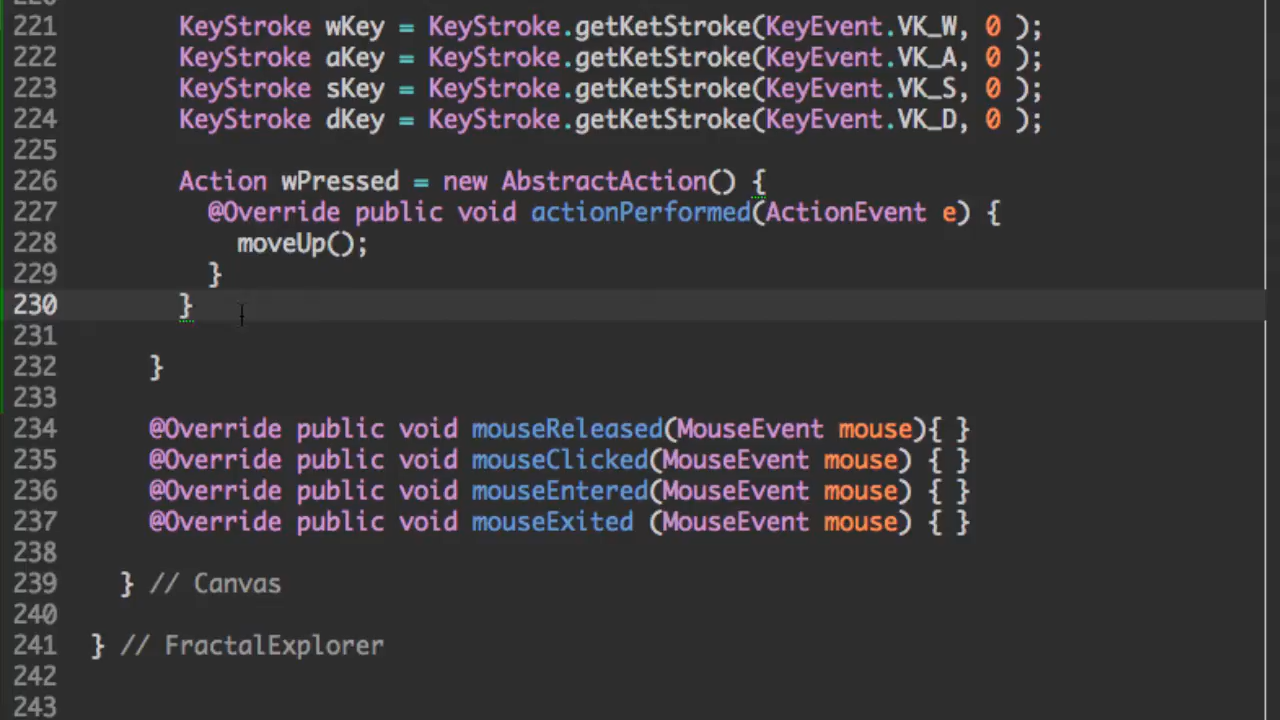 221 KeyStroke wKey = KeyStroke.getKetStroke(KeyEvent.VK_W, 0 );
222 KeyStroke aKey = KeyStroke.getKetStroke(KeyEvent.VK_A, 0 );
223 KeyStroke sKey = KeyStroke.getKetStroke(KeyEvent.VK_S, 0 );
224 KeyStroke dKey = KeyStroke.getKetStroke(KeyEvent.VK_D, 0 );
225
226 Action wPressed = new AbstractAction() {
227 @Override public void actionPerformed(ActionEvent e) {
228 moveUp();
229 }
230 }
231
232 }
233
234 @Override public void mouseReleased(MouseEvent mouse){ }
235 @Override public void mouseClicked(MouseEvent mouse) { }
236 @Override public void mouseEntered(MouseEvent mouse) { }
237 @Override public void mouseExited (MouseEvent mouse) { }
238
239 } // Canvas
240
241 } // FractalExplorer
242
243